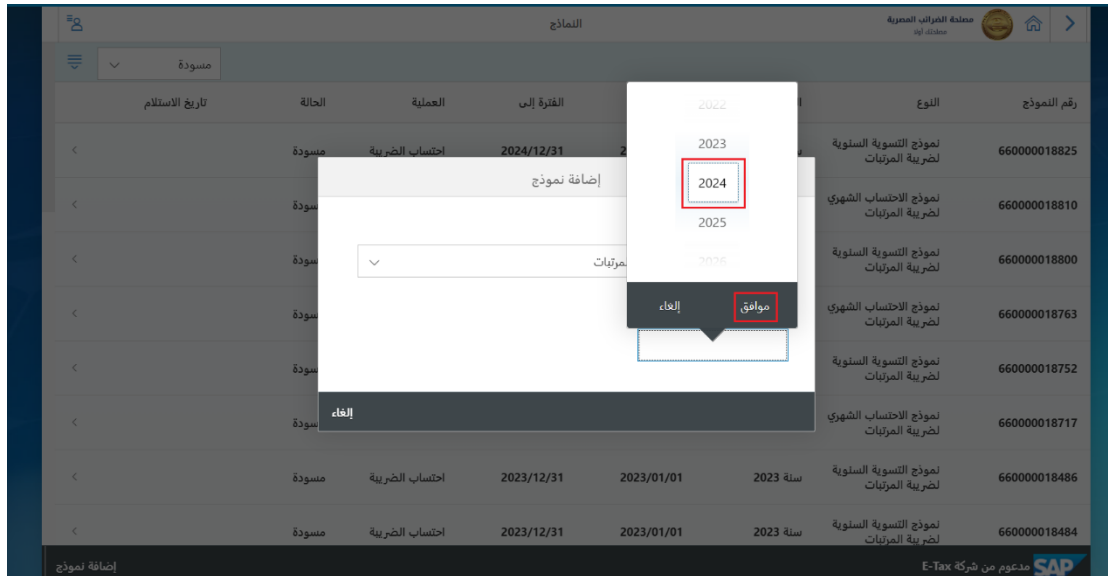 مصلحة الضرائب المصرية
النماذج
مسودة
رقم النموذج
النوع
الفترة إلى
العملية
الحالة
تاريخ الاستلام
660000018825
نموذج التسوية السنوية
لضريبة المرتبات
2024/12/31
احتساب الضريبة
مسودة
660000018810
نموذج الاحتساب الشهري
لضريبة المرتبات
660000018800
نموذج التسوية السنوية
لضريبة المرتبات
660000018763
نموذج الاحتساب الشهري
لضريبة المرتبات
660000018752
نموذج التسوية السنوية
لضريبة المرتبات
660000018717
نموذج الاحتساب الشهري
لضريبة المرتبات
660000018486
نموذج التسوية السنوية
لضريبة المرتبات
سنة 2023
2023/01/01
2023/12/31
احتساب الضريبة
مسودة
660000018484
نموذج التسوية السنوية
لضريبة المرتبات
سنة 2023
2023/01/01
2023/12/31
احتساب الضريبة
مسودة
إضافة نموذج
2022
2023
2024
2025
2026
موافق
إلغاء
إلغاء
SAP مدعوم من شركة E-Tax
إضافة نموذج